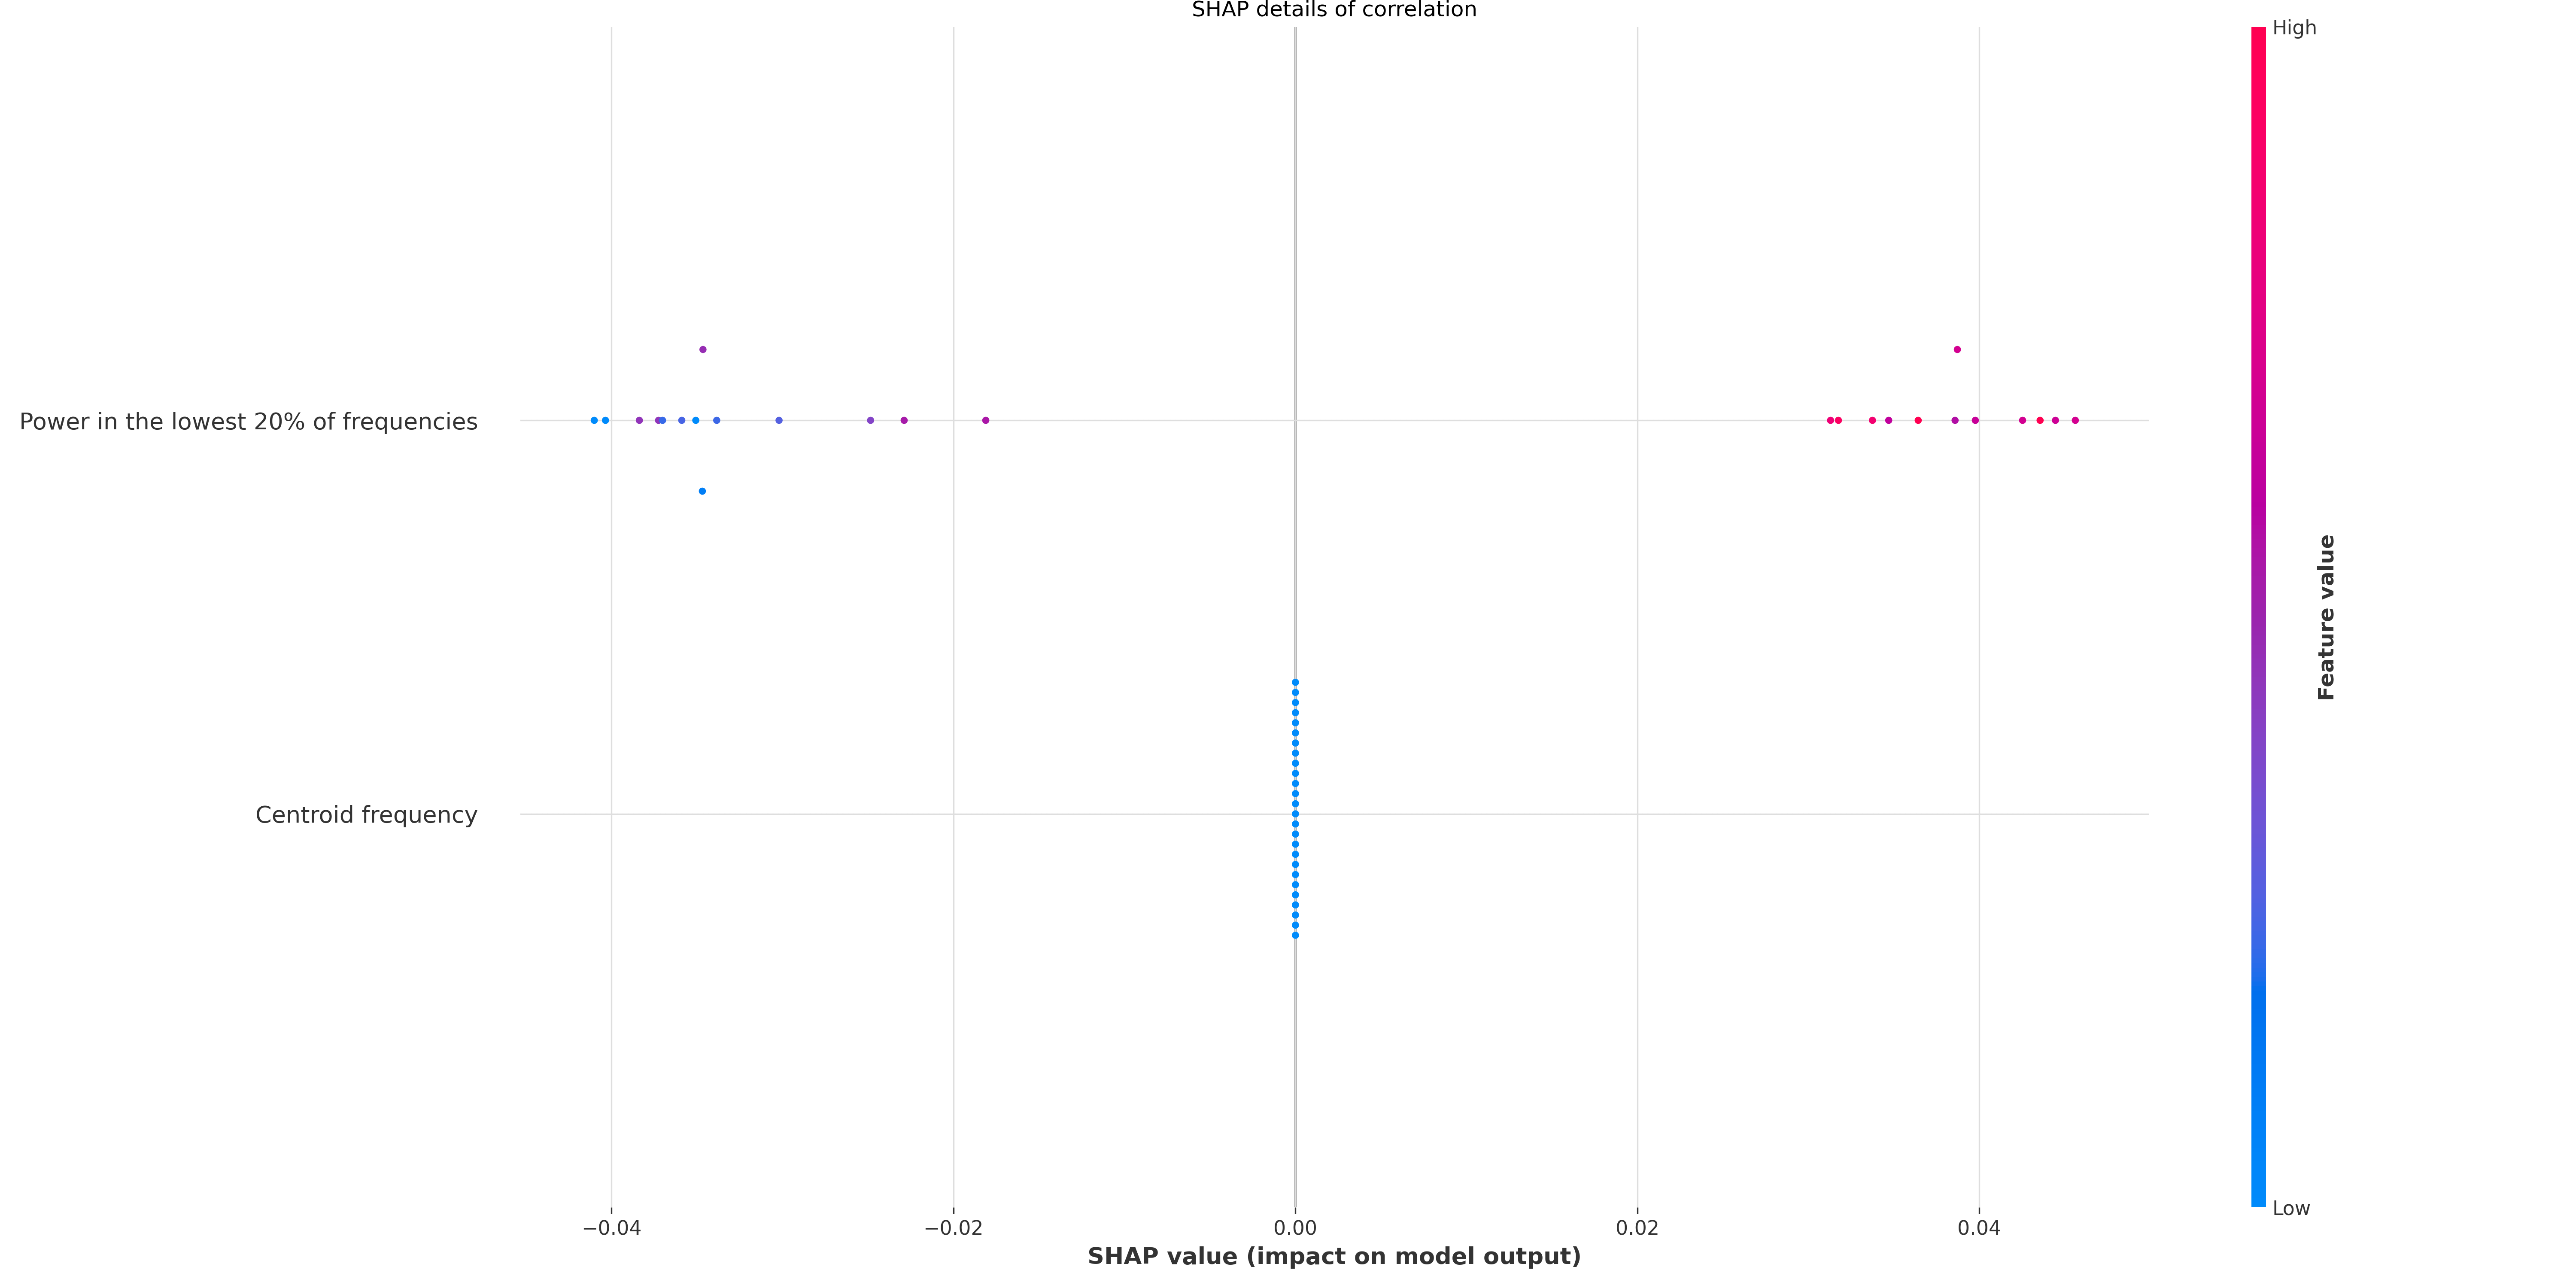 SHAP details of correlation
High
Power in the lowest 20% of frequencies
Feature value
Centroid frequency
Low
−0.04
−0.02
0.00
0.02
0.04
SHAP value (impact on model output)